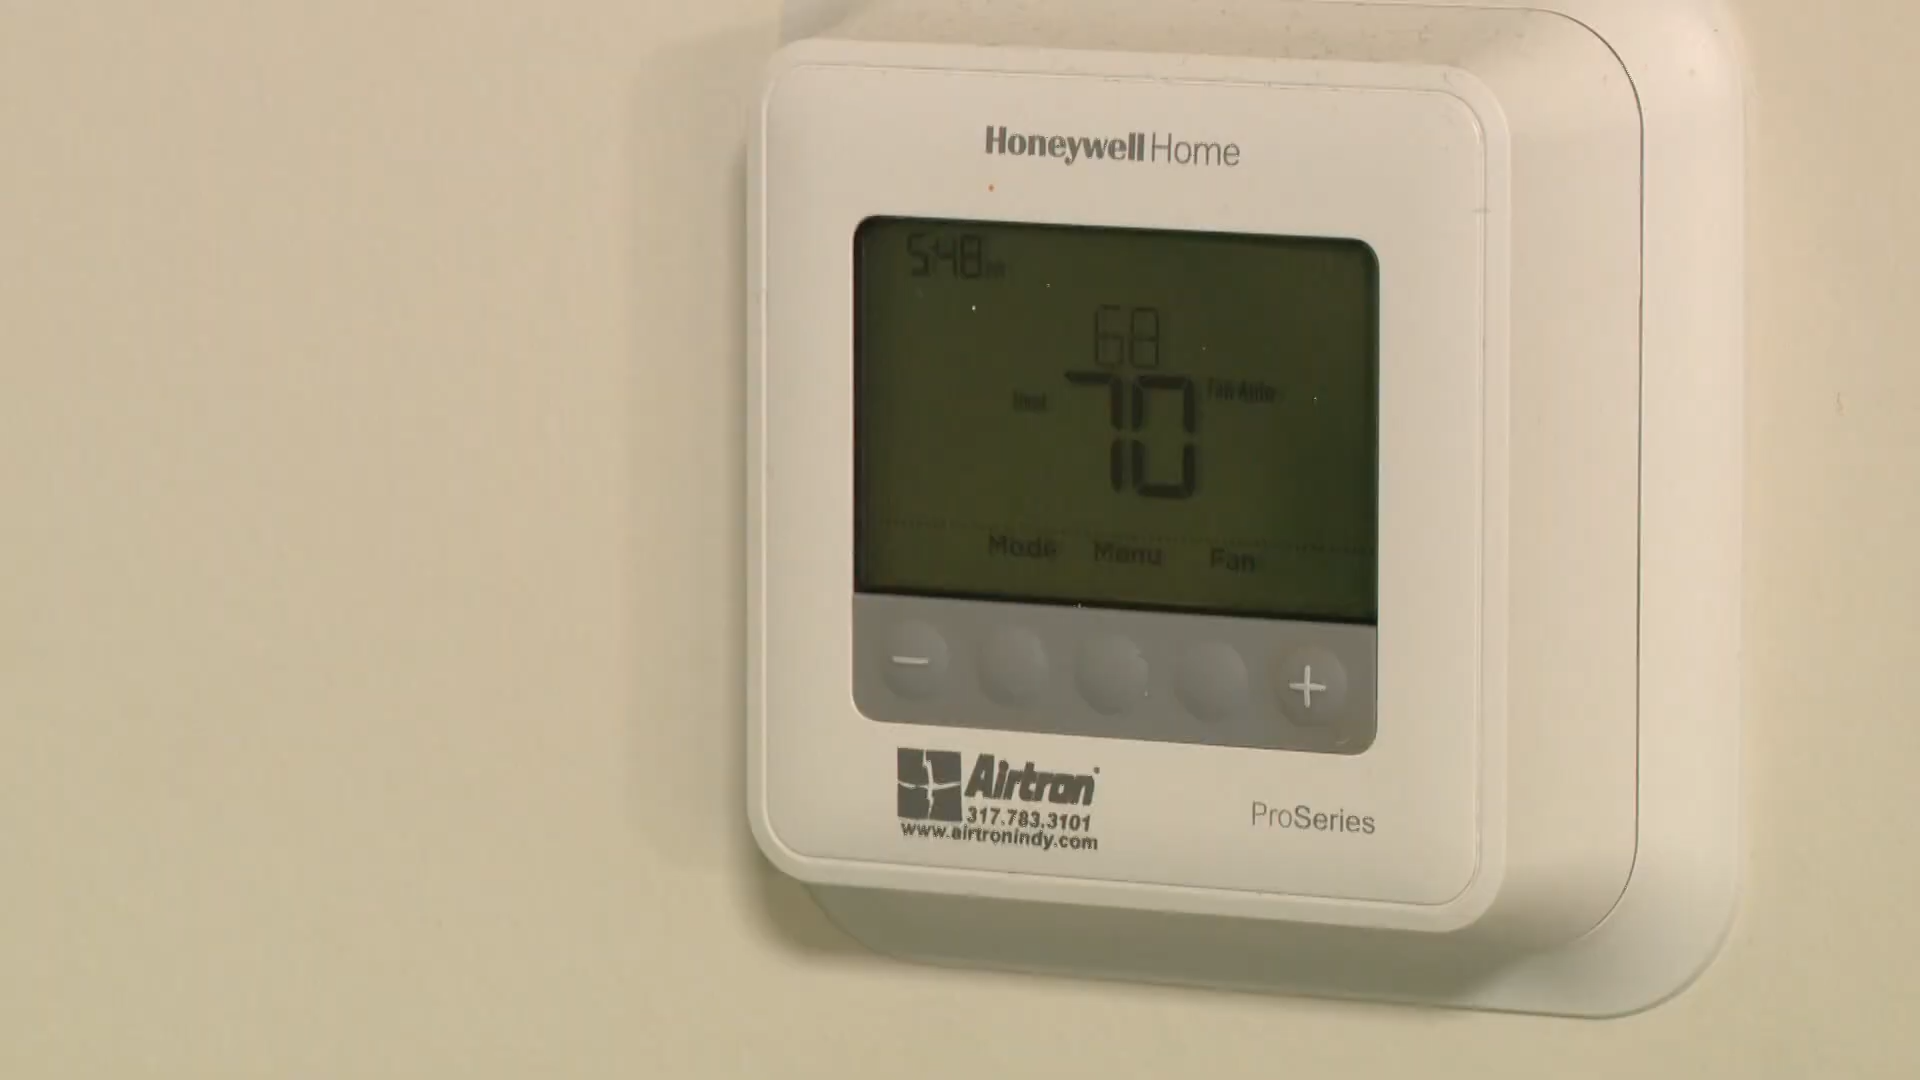 Honeywell Home
5:48
68
Heat 70 Fan Auto
Mode Menu Fan
− +
Airtron
317.783.3101
www.airtronindy.com
ProSeries